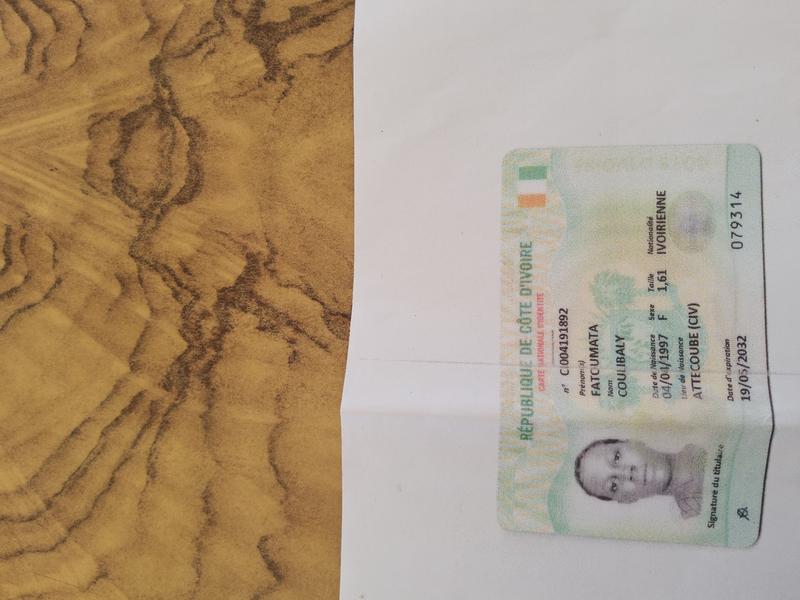 RÉPUBLIQUE DE CÔTE D'IVOIRE
CARTE NATIONALE D'IDENTITÉ
n° CI004191892
Prénom(s)
FATOUMATA
Nom
COULIBALY
Date de Naissance Sexe Taille Nationalité
04/04/1997 F 1,61 IVOIRIENNE
Lieu de Naissance
ATTECOUBE (CIV)
Signature du titulaire
Date d'expiration
19/05/2032
079314